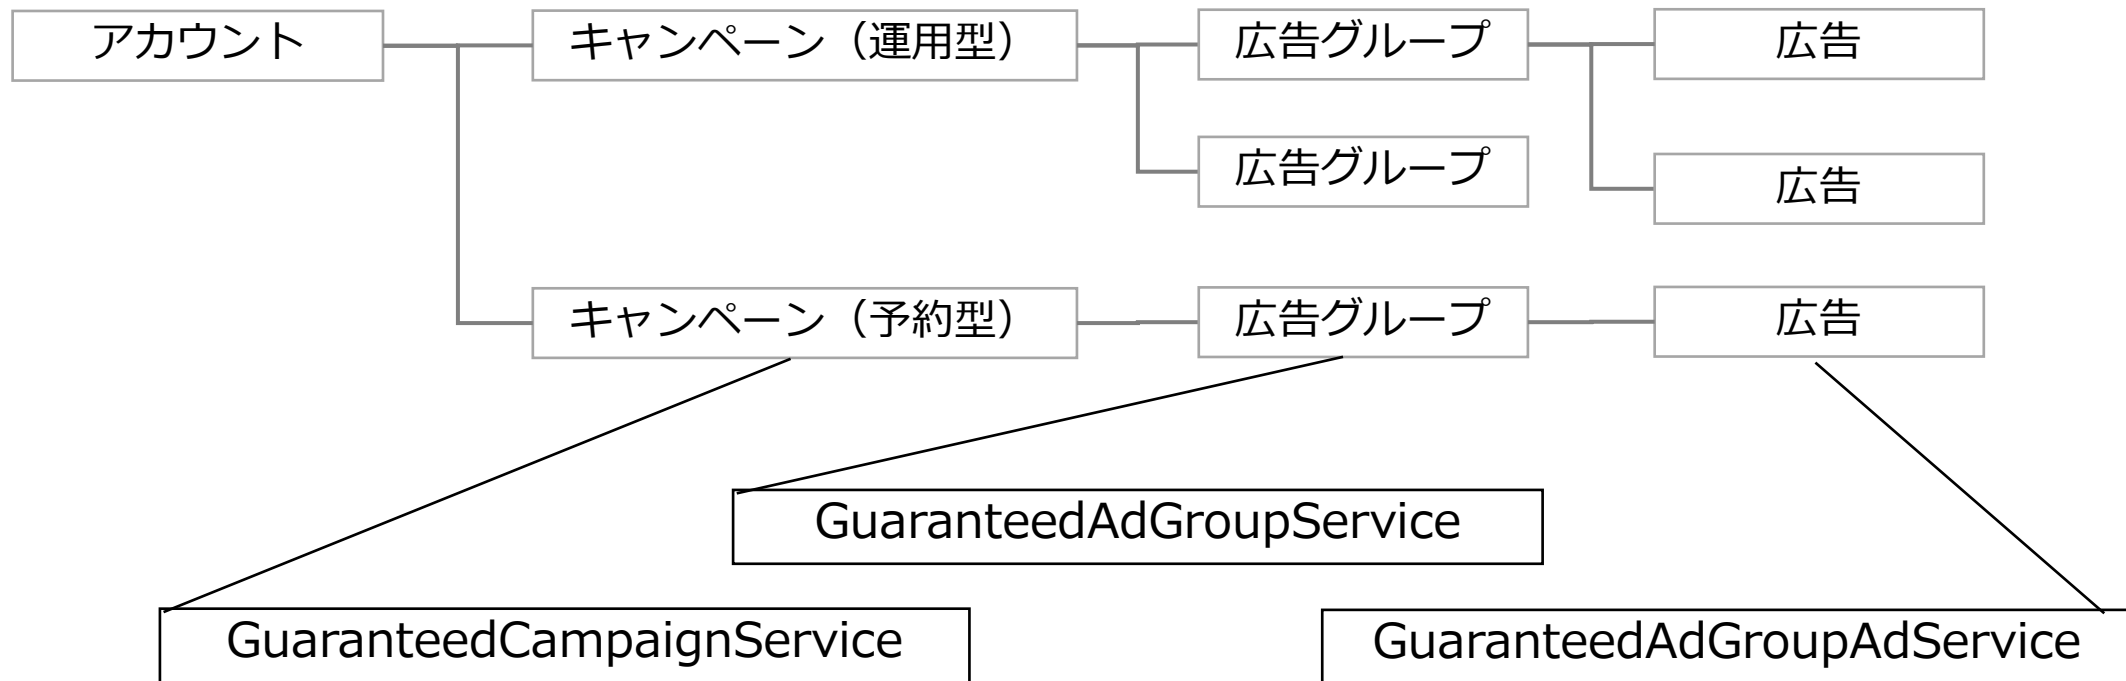 アカウント
キャンペーン（運用型）
広告グループ
広告
広告グループ
広告
キャンペーン（予約型）
広告グループ
広告
GuaranteedAdGroupService
GuaranteedCampaignService
GuaranteedAdGroupAdService